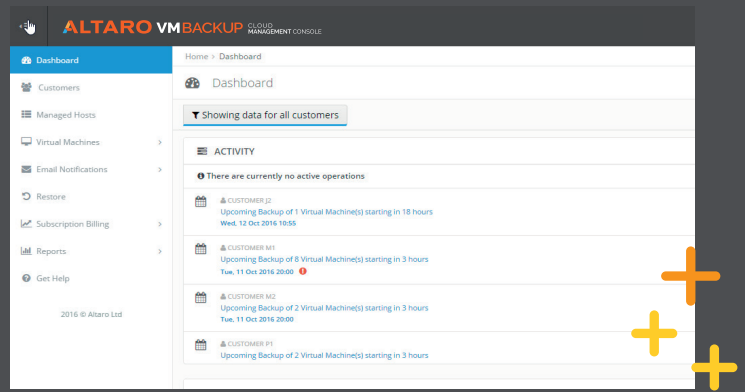 ALTARO VM BACKUP CLOUD
MANAGEMENT CONSOLE
Dashboard
Customers
Managed Hosts
Virtual Machines
Email Notifications
Restore
Subscription Billing
Reports
Get Help
2016 © Altaro Ltd
Home > Dashboard
Dashboard
Showing data for all customers
ACTIVITY
There are currently no active operations
CUSTOMER J2
Upcoming Backup of 1 Virtual Machine(s) starting in 18 hours
Wed, 12 Oct 2016 10:55
CUSTOMER M1
Upcoming Backup of 8 Virtual Machine(s) starting in 3 hours
Tue, 11 Oct 2016 20:00
CUSTOMER M2
Upcoming Backup of 2 Virtual Machine(s) starting in 3 hours
Tue, 11 Oct 2016 20:00
CUSTOMER P1
Upcoming Backup of 2 Virtual Machine(s) starting in 3 hours